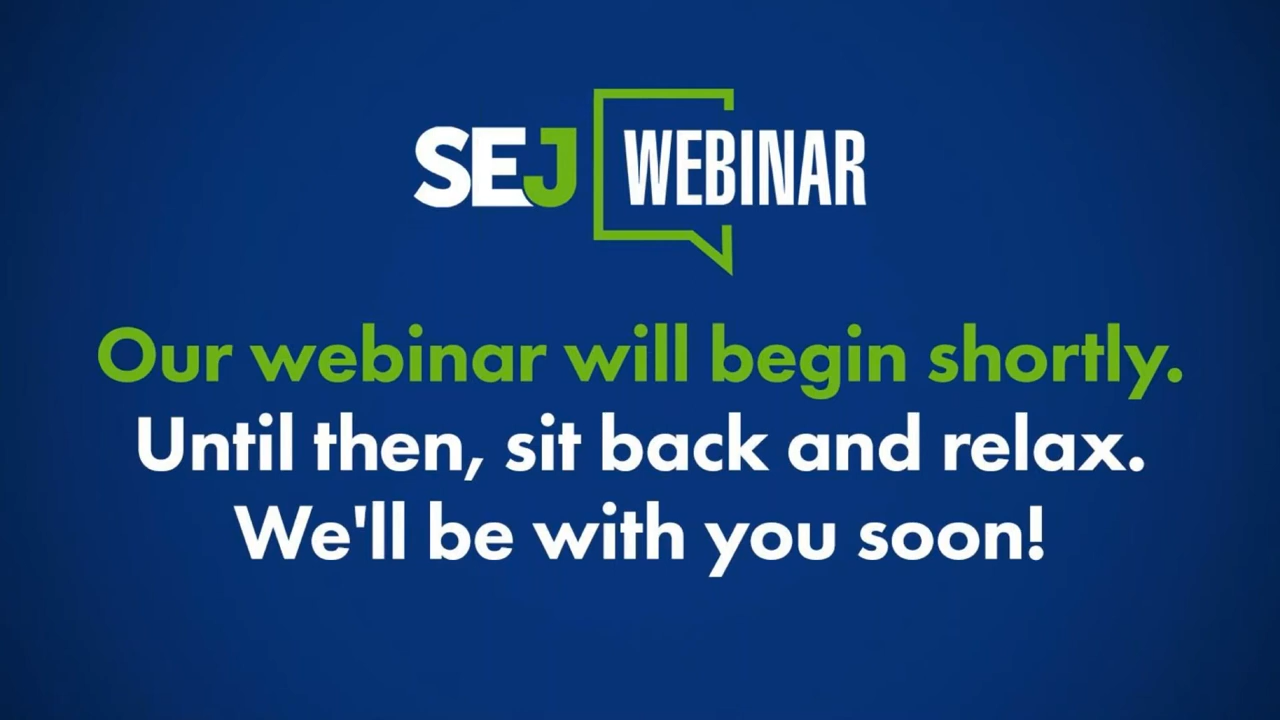 SEJ WEBINAR
Our webinar will begin shortly.
Until then, sit back and relax.
We'll be with you soon!